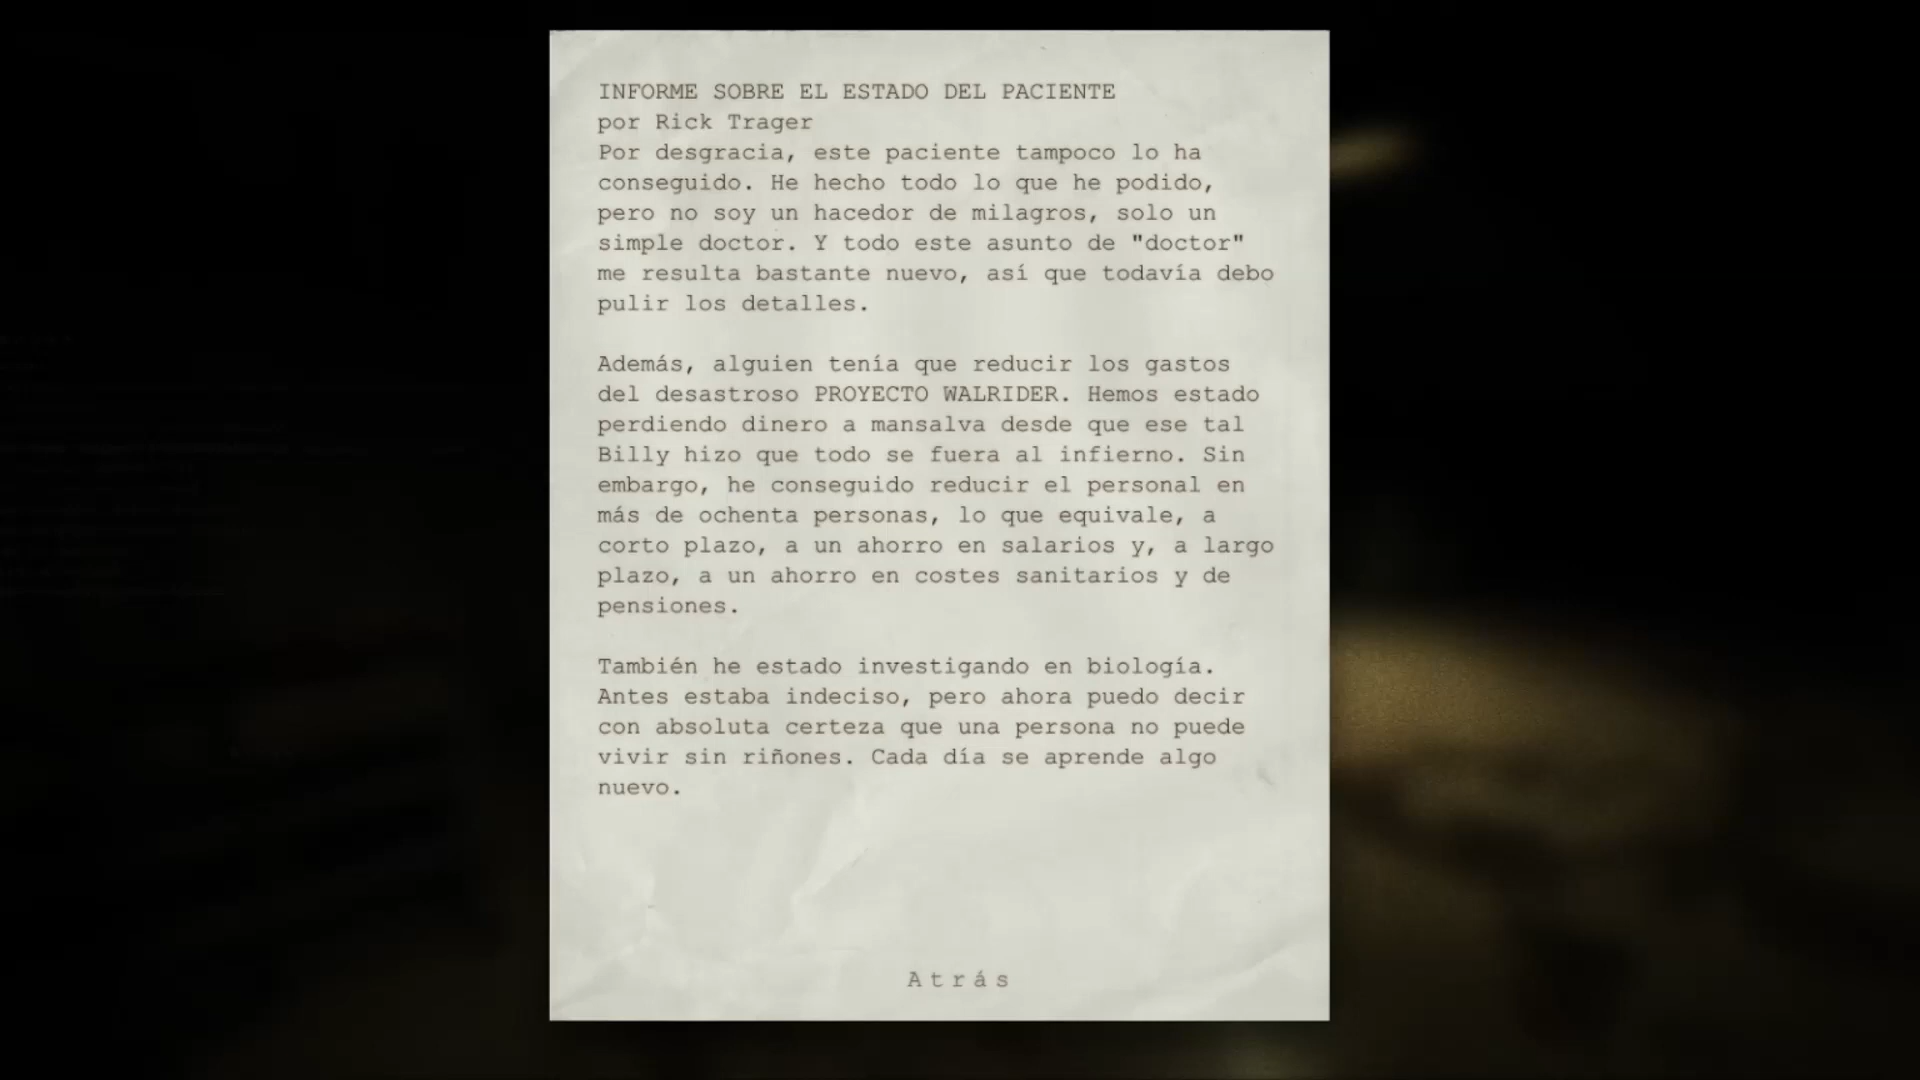 INFORME SOBRE EL ESTADO DEL PACIENTE
por Rick Trager
Por desgracia, este paciente tampoco lo ha
conseguido. He hecho todo lo que he podido,
pero no soy un hacedor de milagros, solo un
simple doctor. Y todo este asunto de "doctor"
me resulta bastante nuevo, así que todavía debo
pulir los detalles.

Además, alguien tenía que reducir los gastos
del desastroso PROYECTO WALRIDER. Hemos estado
perdiendo dinero a mansalva desde que ese tal
Billy hizo que todo se fuera al infierno. Sin
embargo, he conseguido reducir el personal en
más de ochenta personas, lo que equivale, a
corto plazo, a un ahorro en salarios y, a largo
plazo, a un ahorro en costes sanitarios y de
pensiones.

También he estado investigando en biología.
Antes estaba indeciso, pero ahora puedo decir
con absoluta certeza que una persona no puede
vivir sin riñones. Cada día se aprende algo
nuevo.

Atrás